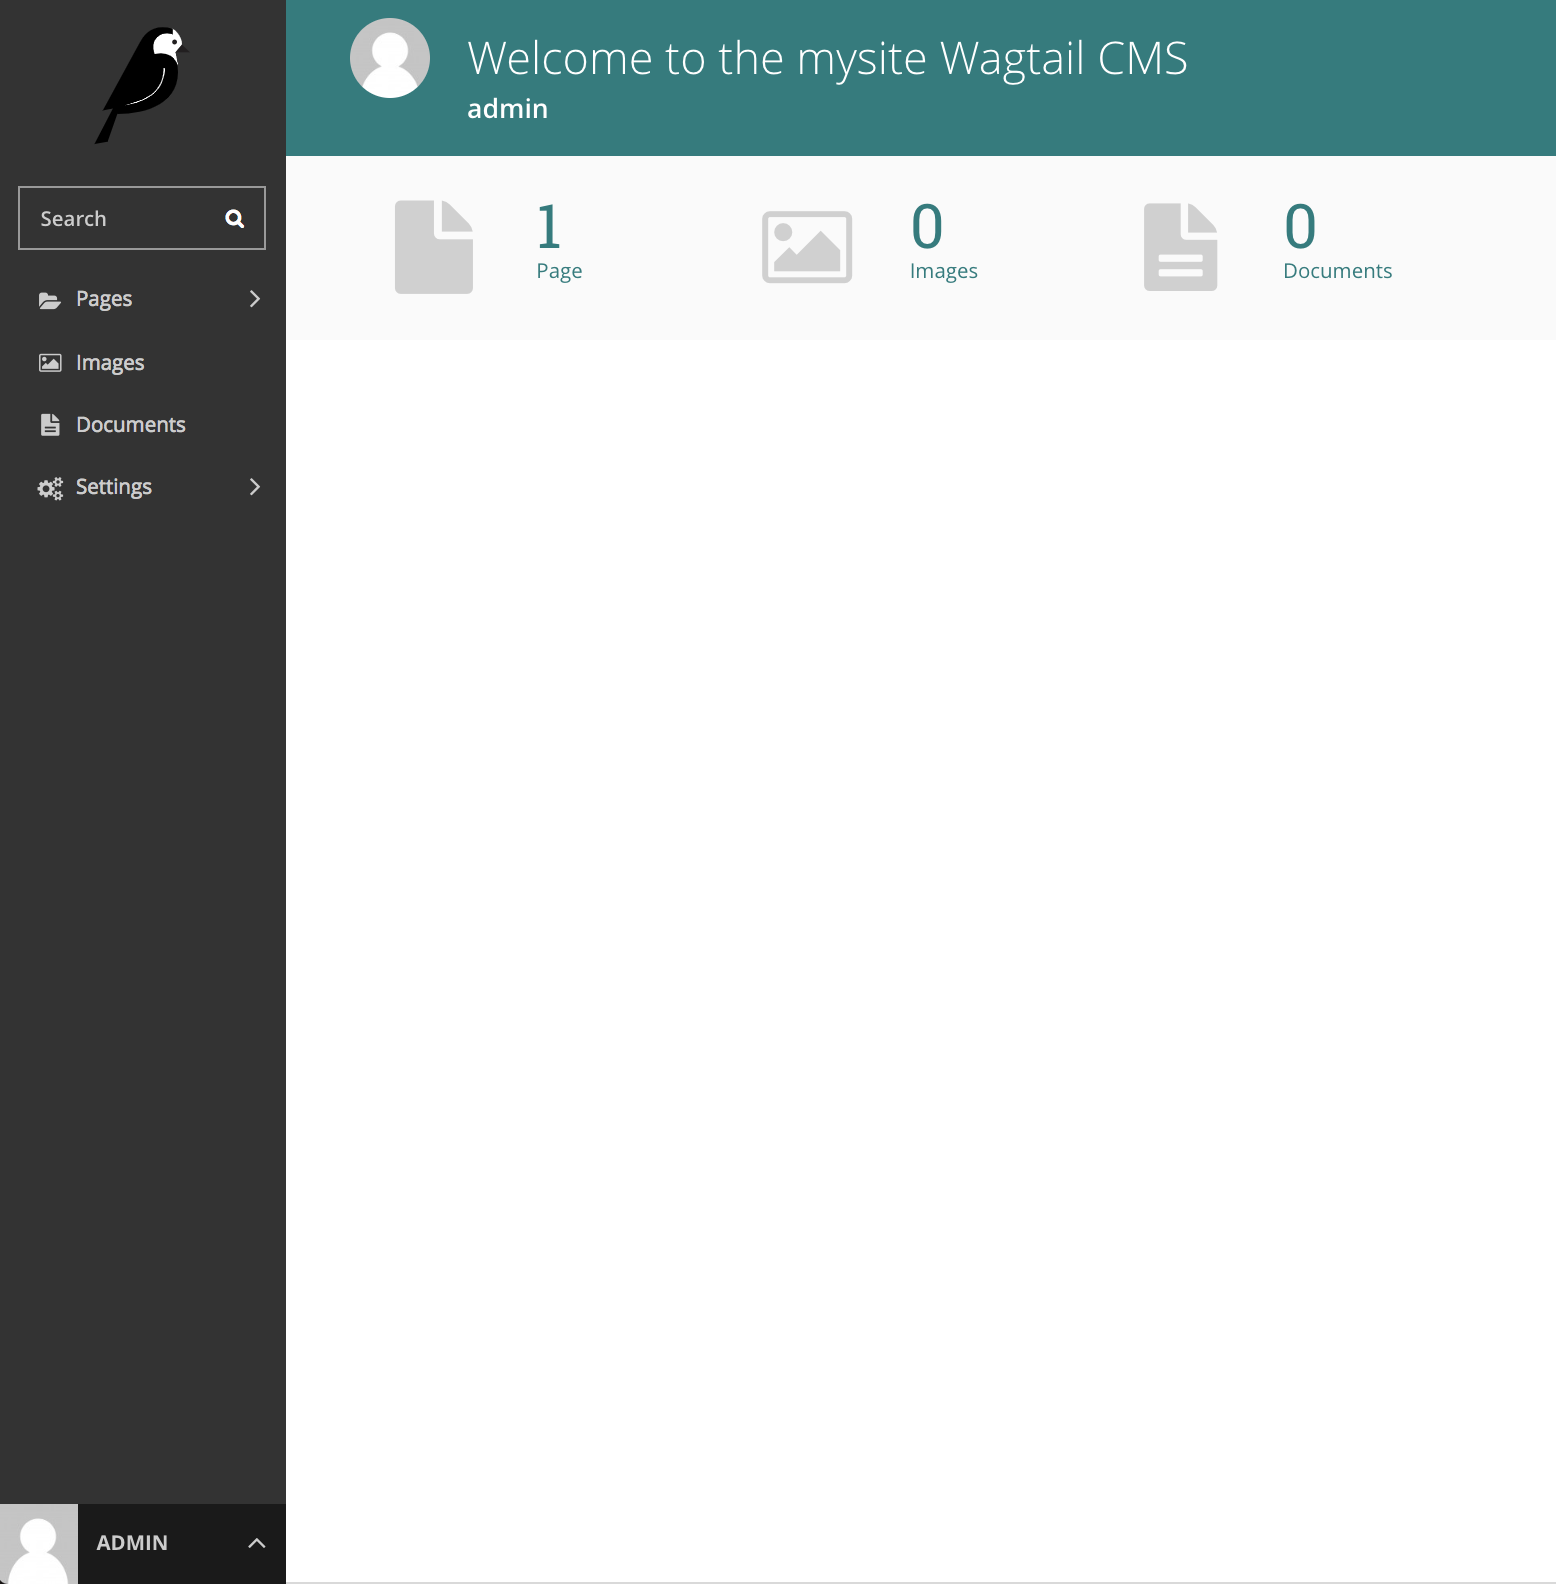 Welcome to the mysite Wagtail CMS
admin
Search
Pages
Images
Documents
Settings
1
Page
0
Images
0
Documents
ADMIN